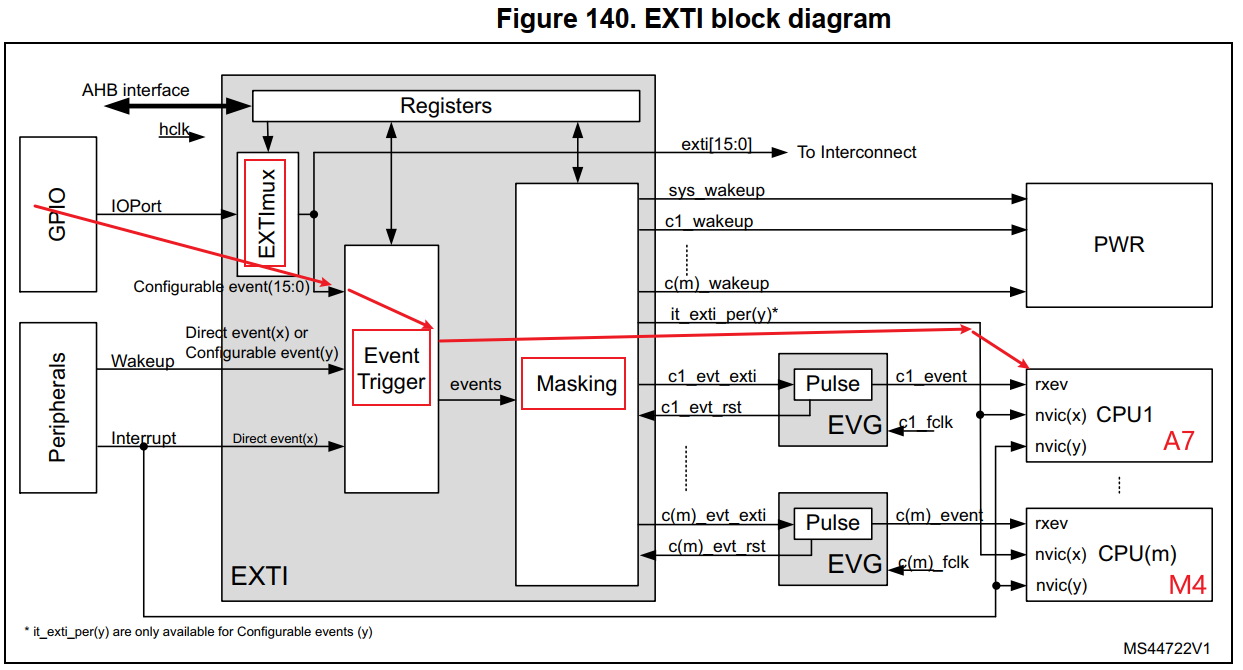 Figure 140. EXTI block diagram
AHB interface
Registers
hclk
exti[15:0]
To Interconnect
GPIO
IOPort
EXTImux
sys_wakeup
c1_wakeup
PWR
Configurable event(15:0)
c(m)_wakeup
it_exti_per(y)*
Peripherals
Direct event(x) or
Configurable event(y)
Wakeup
Event
Trigger
events
Masking
c1_evt_exti
Pulse
c1_event
rxev
c1_evt_rst
EVG
c1_fclk
nvic(x)
CPU1
nvic(y)
A7
Interrupt
Direct event(x)
c(m)_evt_exti
Pulse
c(m)_event
rxev
c(m)_evt_rst
EVG
c(m)_fclk
nvic(x)
CPU(m)
nvic(y)
M4
EXTI
* it_exti_per(y) are only available for Configurable events (y)
MS44722V1